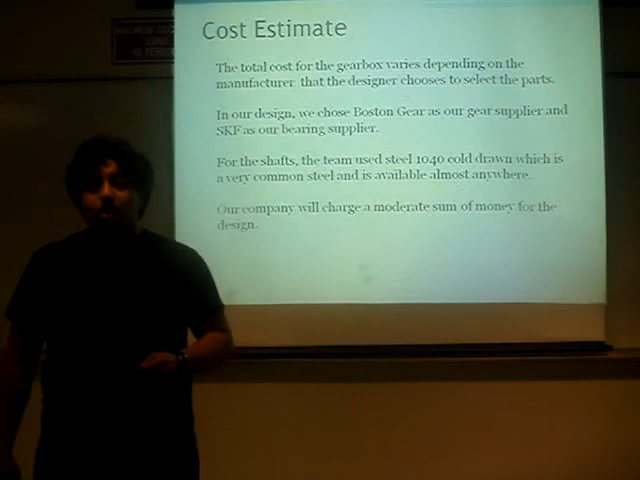 Cost Estimate
The total cost for the gearbox varies depending on the
manufacturer that the designer chooses to select the parts.
In our design, we chose Boston Gear as our gear supplier and
SKF as our bearing supplier.
For the shafts, the team used steel 1040 cold drawn which is
a very common steel and is available almost anywhere.
Our company will charge a moderate sum of money for the
design.